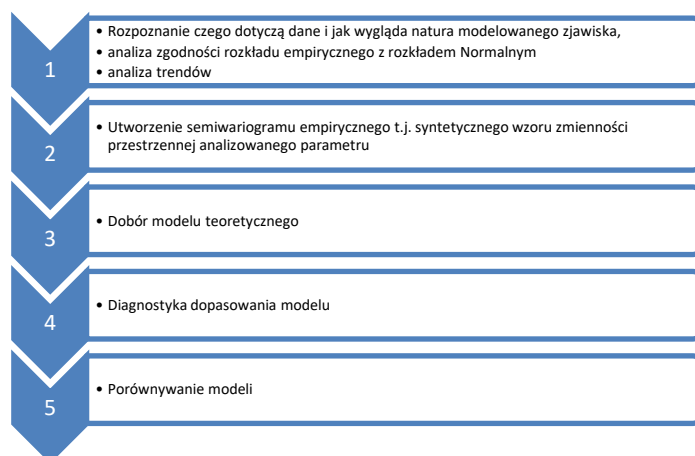 1
• Rozpoznanie czego dotyczą dane i jak wygląda natura modelowanego zjawiska,
• analiza zgodności rozkładu empirycznego z rozkładem Normalnym
• analiza trendów
2
• Utworzenie semiwariogramu empirycznego t.j. syntetycznego wzoru zmienności
przestrzennej analizowanego parametru
3
• Dobór modelu teoretycznego
4
• Diagnostyka dopasowania modelu
5
• Porównywanie modeli